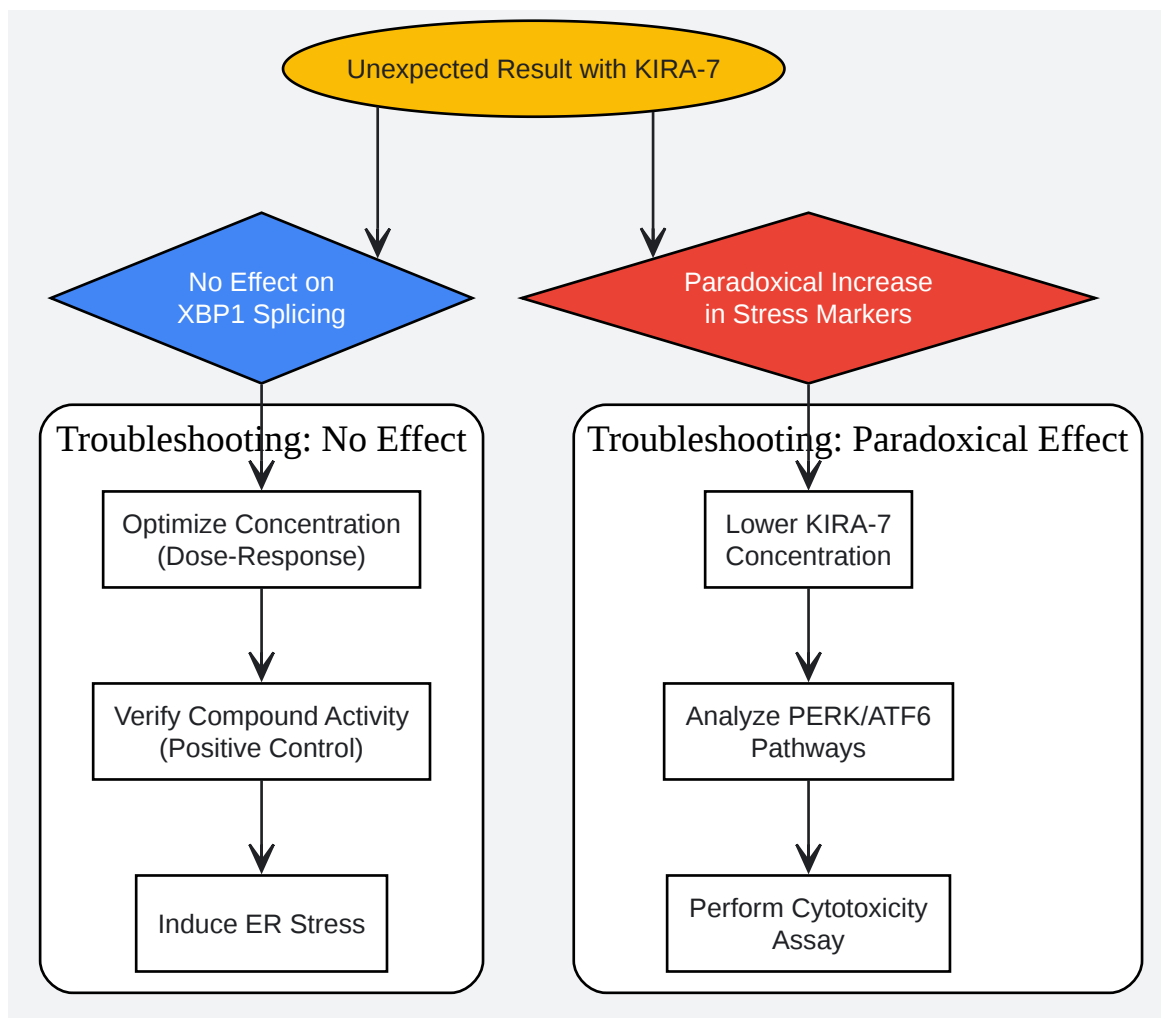 Unexpected Result with KIRA-7
No Effect on
XBP1 Splicing
Paradoxical Increase
in Stress Markers
Troubleshooting: No Effect
Optimize Concentration
(Dose-Response)
Verify Compound Activity
(Positive Control)
Induce ER Stress
Troubleshooting: Paradoxical Effect
Lower KIRA-7
Concentration
Analyze PERK/ATF6
Pathways
Perform Cytotoxicity
Assay